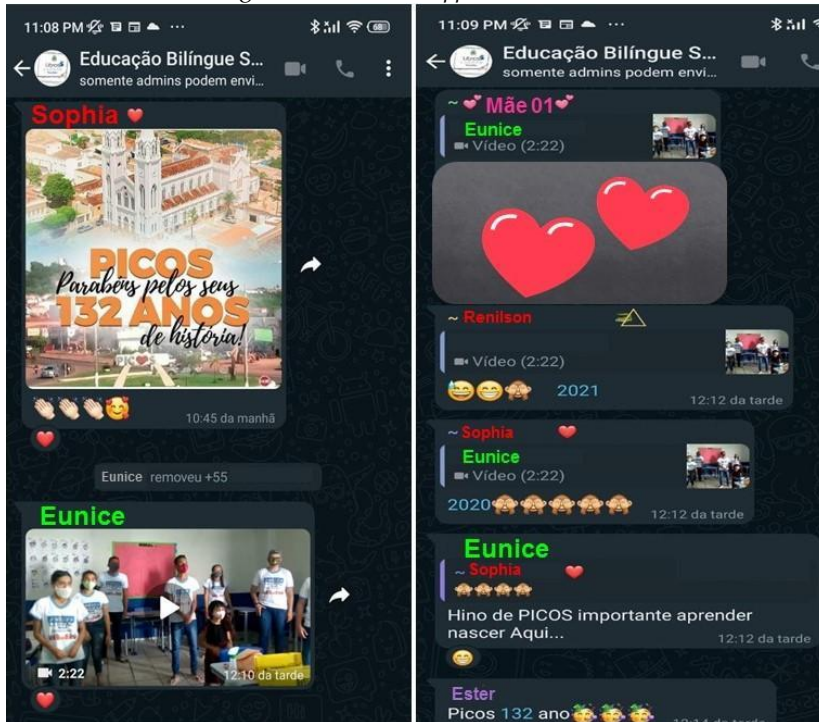 11:08 PM
68
Educação Bilíngue S...
somente admins podem envi...
Sophia
PICOS
Parabéns pelos seus
132 ANOS
de história!
10:45 da manhã
Eunice removeu +55
Eunice
2:22
12:10 da tarde
11:09 PM
Educação Bilíngue S...
somente admins podem envi...
~ 💕 Mãe 01 💕
Eunice
Vídeo (2:22)
~ Renilson
Vídeo (2:22)
😅😁🙈 2021
12:12 da tarde
~ Sophia ❤
Eunice
Vídeo (2:22)
2020🙈🙈🙈🙈🙈
12:12 da tarde
Eunice
~ Sophia ❤
🙈🙈🙈🙈
Hino de PICOS importante aprender
nascer Aqui...
12:12 da tarde
Ester
Picos 132 ano🥳🥳🥳